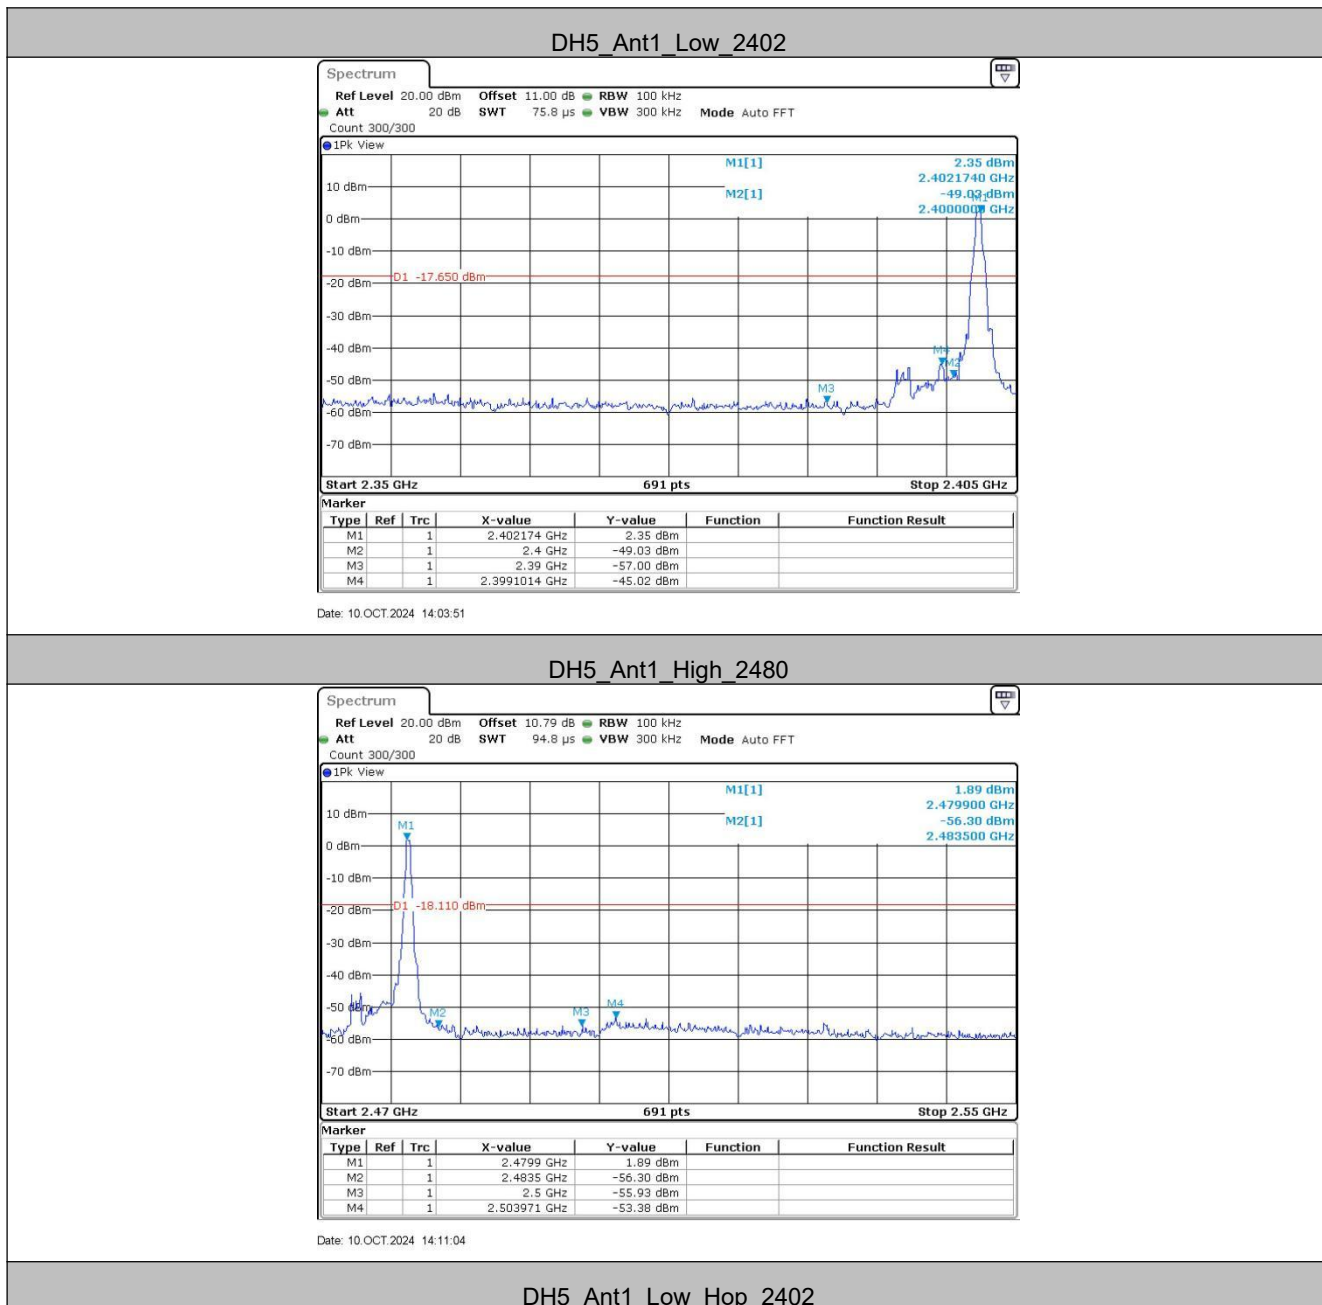 DH5_Ant1_Low_2402
Spectrum
Ref Level 20.00 dBm Offset 11.00 dB RBW 100 kHz
Att 20 dB SWT 75.8 µs VBW 300 kHz Mode Auto FFT
Count 300/300
1Pk View
M1[1] 2.35 dBm
2.4021740 GHz
10 dBm
M2[1] -49.03 dBm
M1
2.4000000 GHz
0 dBm
-10 dBm
D1 -17.650 dBm
-20 dBm
-30 dBm
-40 dBm
M4
M2
-50 dBm
M3
-60 dBm
-70 dBm
Start 2.35 GHz 691 pts Stop 2.405 GHz
Marker
Type Ref Trc X-value Y-value Function Function Result
M1 1 2.402174 GHz 2.35 dBm
M2 1 2.4 GHz -49.03 dBm
M3 1 2.39 GHz -57.00 dBm
M4 1 2.3991014 GHz -45.02 dBm
Date: 10.OCT.2024 14:03:51
DH5_Ant1_High_2480
Spectrum
Ref Level 20.00 dBm Offset 10.79 dB RBW 100 kHz
Att 20 dB SWT 94.8 µs VBW 300 kHz Mode Auto FFT
Count 300/300
1Pk View
M1[1] 1.89 dBm
2.479900 GHz
10 dBm
M2[1] -56.30 dBm
M1
2.483500 GHz
0 dBm
-10 dBm
D1 -18.110 dBm
-20 dBm
-30 dBm
-40 dBm
-50 dBm
M2
M3
M4
-60 dBm
-70 dBm
Start 2.47 GHz 691 pts Stop 2.55 GHz
Marker
Type Ref Trc X-value Y-value Function Function Result
M1 1 2.4799 GHz 1.89 dBm
M2 1 2.4835 GHz -56.30 dBm
M3 1 2.5 GHz -55.93 dBm
M4 1 2.503971 GHz -53.38 dBm
Date: 10.OCT.2024 14:11:04
DH5_Ant1_Low_Hop_2402